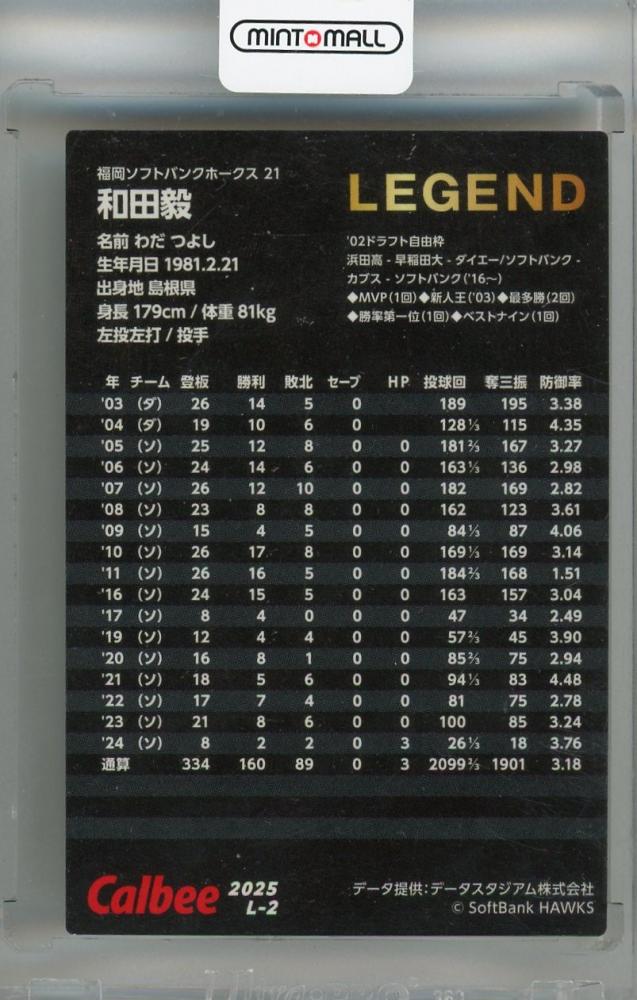 MINT MALL
福岡ソフトバンクホークス 21
和田毅
LEGEND
名前 わだ つよし
生年月日 1981.2.21
出身地 島根県
身長 179cm / 体重 81kg
左投左打 / 投手
'02ドラフト自由枠
浜田高 - 早稲田大 - ダイエー/ソフトバンク -
カブス - ソフトバンク('16〜)
◆MVP(1回)◆新人王('03)◆最多勝(2回)
◆勝率第一位(1回)◆ベストナイン(1回)
年 チーム 登板 勝利 敗北 セーブ HP 投球回 奪三振 防御率
'03 (ダ) 26 14 5 0 189 195 3.38
'04 (ダ) 19 10 6 0 128⅓ 115 4.35
'05 (ソ) 25 12 8 0 0 181⅔ 167 3.27
'06 (ソ) 24 14 6 0 0 163⅓ 136 2.98
'07 (ソ) 26 12 10 0 0 182 169 2.82
'08 (ソ) 23 8 8 0 0 162 123 3.61
'09 (ソ) 15 4 5 0 0 84⅓ 87 4.06
'10 (ソ) 26 17 8 0 0 169⅓ 169 3.14
'11 (ソ) 26 16 5 0 0 184⅔ 168 1.51
'16 (ソ) 24 15 5 0 0 163 157 3.04
'17 (ソ) 8 4 0 0 0 47 34 2.49
'19 (ソ) 12 4 4 0 0 57⅔ 45 3.90
'20 (ソ) 16 8 1 0 0 85⅔ 75 2.94
'21 (ソ) 18 5 6 0 0 94⅓ 83 4.48
'22 (ソ) 17 7 4 0 0 81 75 2.78
'23 (ソ) 21 8 6 0 0 100 85 3.24
'24 (ソ) 8 2 2 0 3 26⅓ 18 3.76
通算 334 160 89 0 3 2099⅔ 1901 3.18
Calbee 2025
L-2
データ提供:データスタジアム株式会社
© SoftBank HAWKS